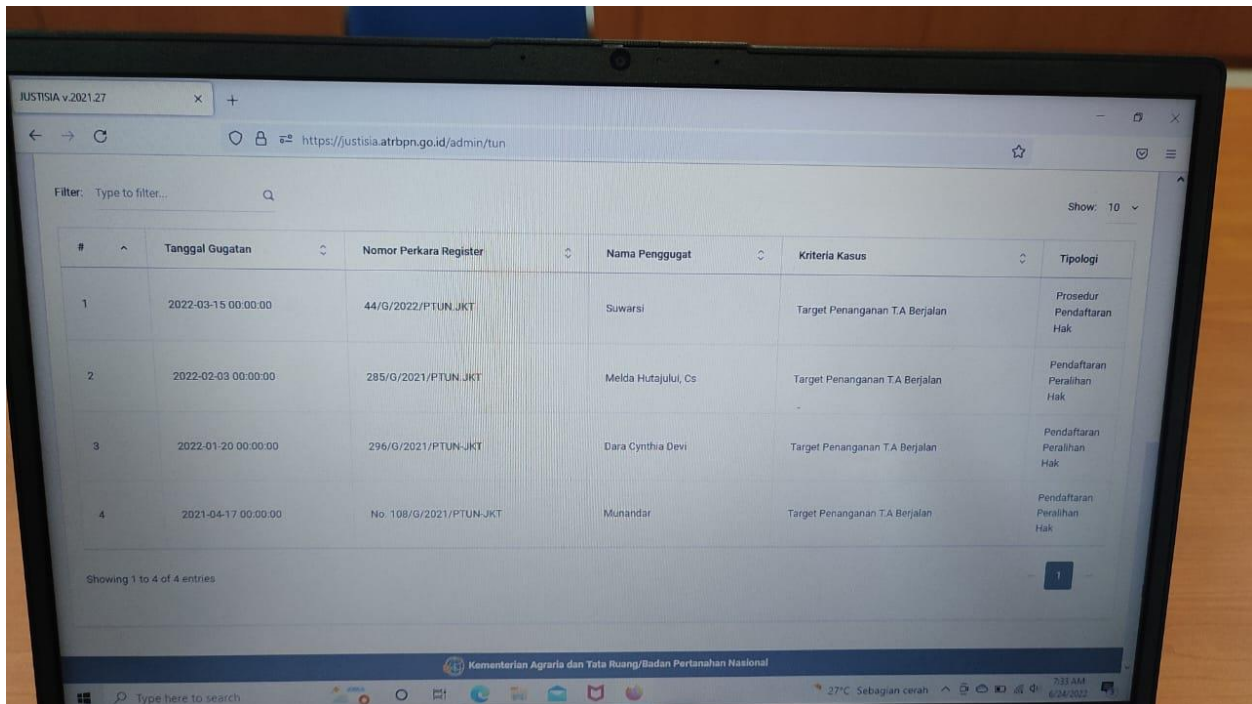 JUSTISIA v.2021.27
https://justisia.atrbpn.go.id/admin/tun
Filter: Type to filter...
Show: 10
# Tanggal Gugatan Nomor Perkara Register Nama Penggugat Kriteria Kasus Tipologi
1 2022-03-15 00:00:00 44/G/2022/PTUN.JKT Suwarsi Target Penanganan T.A Berjalan Prosedur
Pendaftaran
Hak
2 2022-02-03 00:00:00 285/G/2021/PTUN.JKT Melda Hutajulul, Cs Target Penanganan T.A Berjalan Pendaftaran
Peralihan
Hak
3 2022-01-20 00:00:00 296/G/2021/PTUN-JKT Dara Cynthia Devi Target Penanganan T.A Berjalan Pendaftaran
Peralihan
Hak
4 2021-04-17 00:00:00 No. 108/G/2021/PTUN-JKT Munandar Target Penanganan T.A Berjalan Pendaftaran
Peralihan
Hak
Showing 1 to 4 of 4 entries
1
Kementerian Agraria dan Tata Ruang/Badan Pertanahan Nasional
Type here to search
27°C Sebagian cerah
7:35 AM
6/24/2022